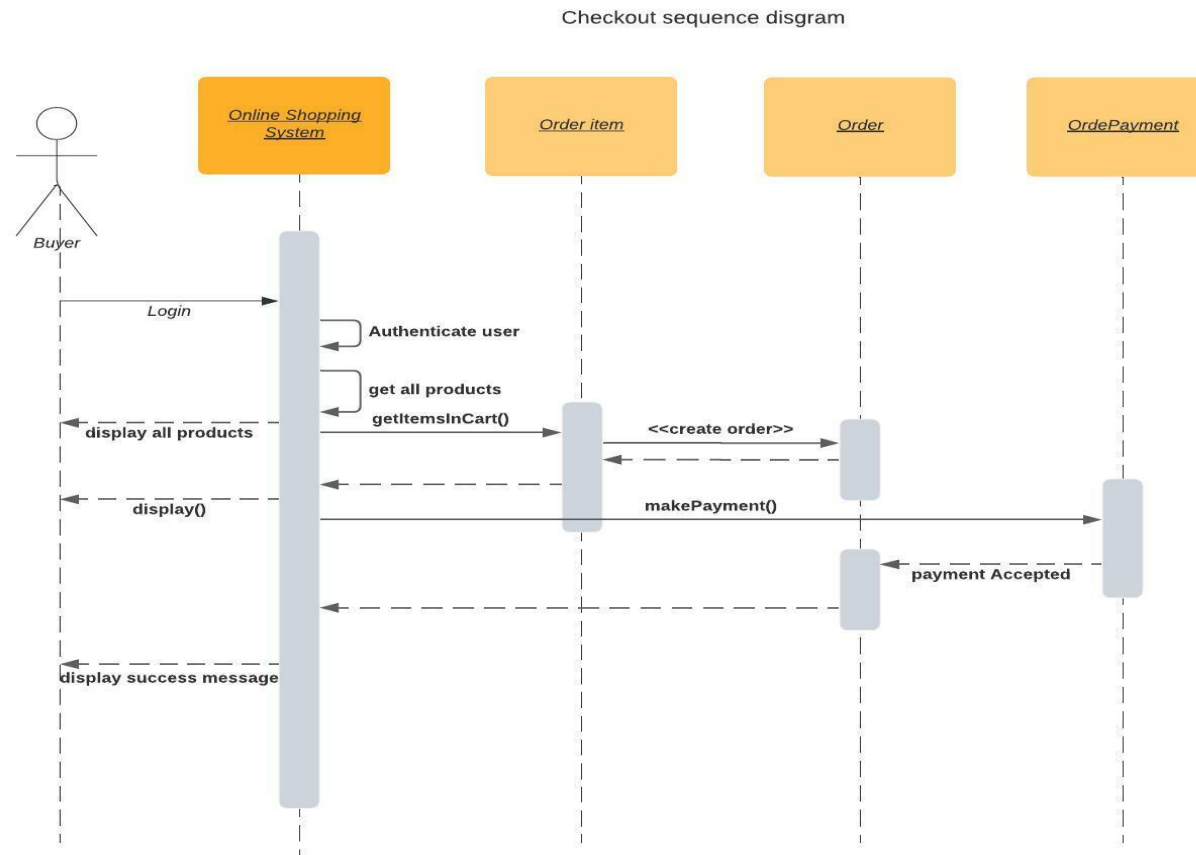 Checkout sequence disgram
Online Shopping
System
Order item
Order
OrdePayment
Buyer
Login
Authenticate user
get all products
getItemsInCart()
display all products
<<create order>>
display()
makePayment()
payment Accepted
display success message